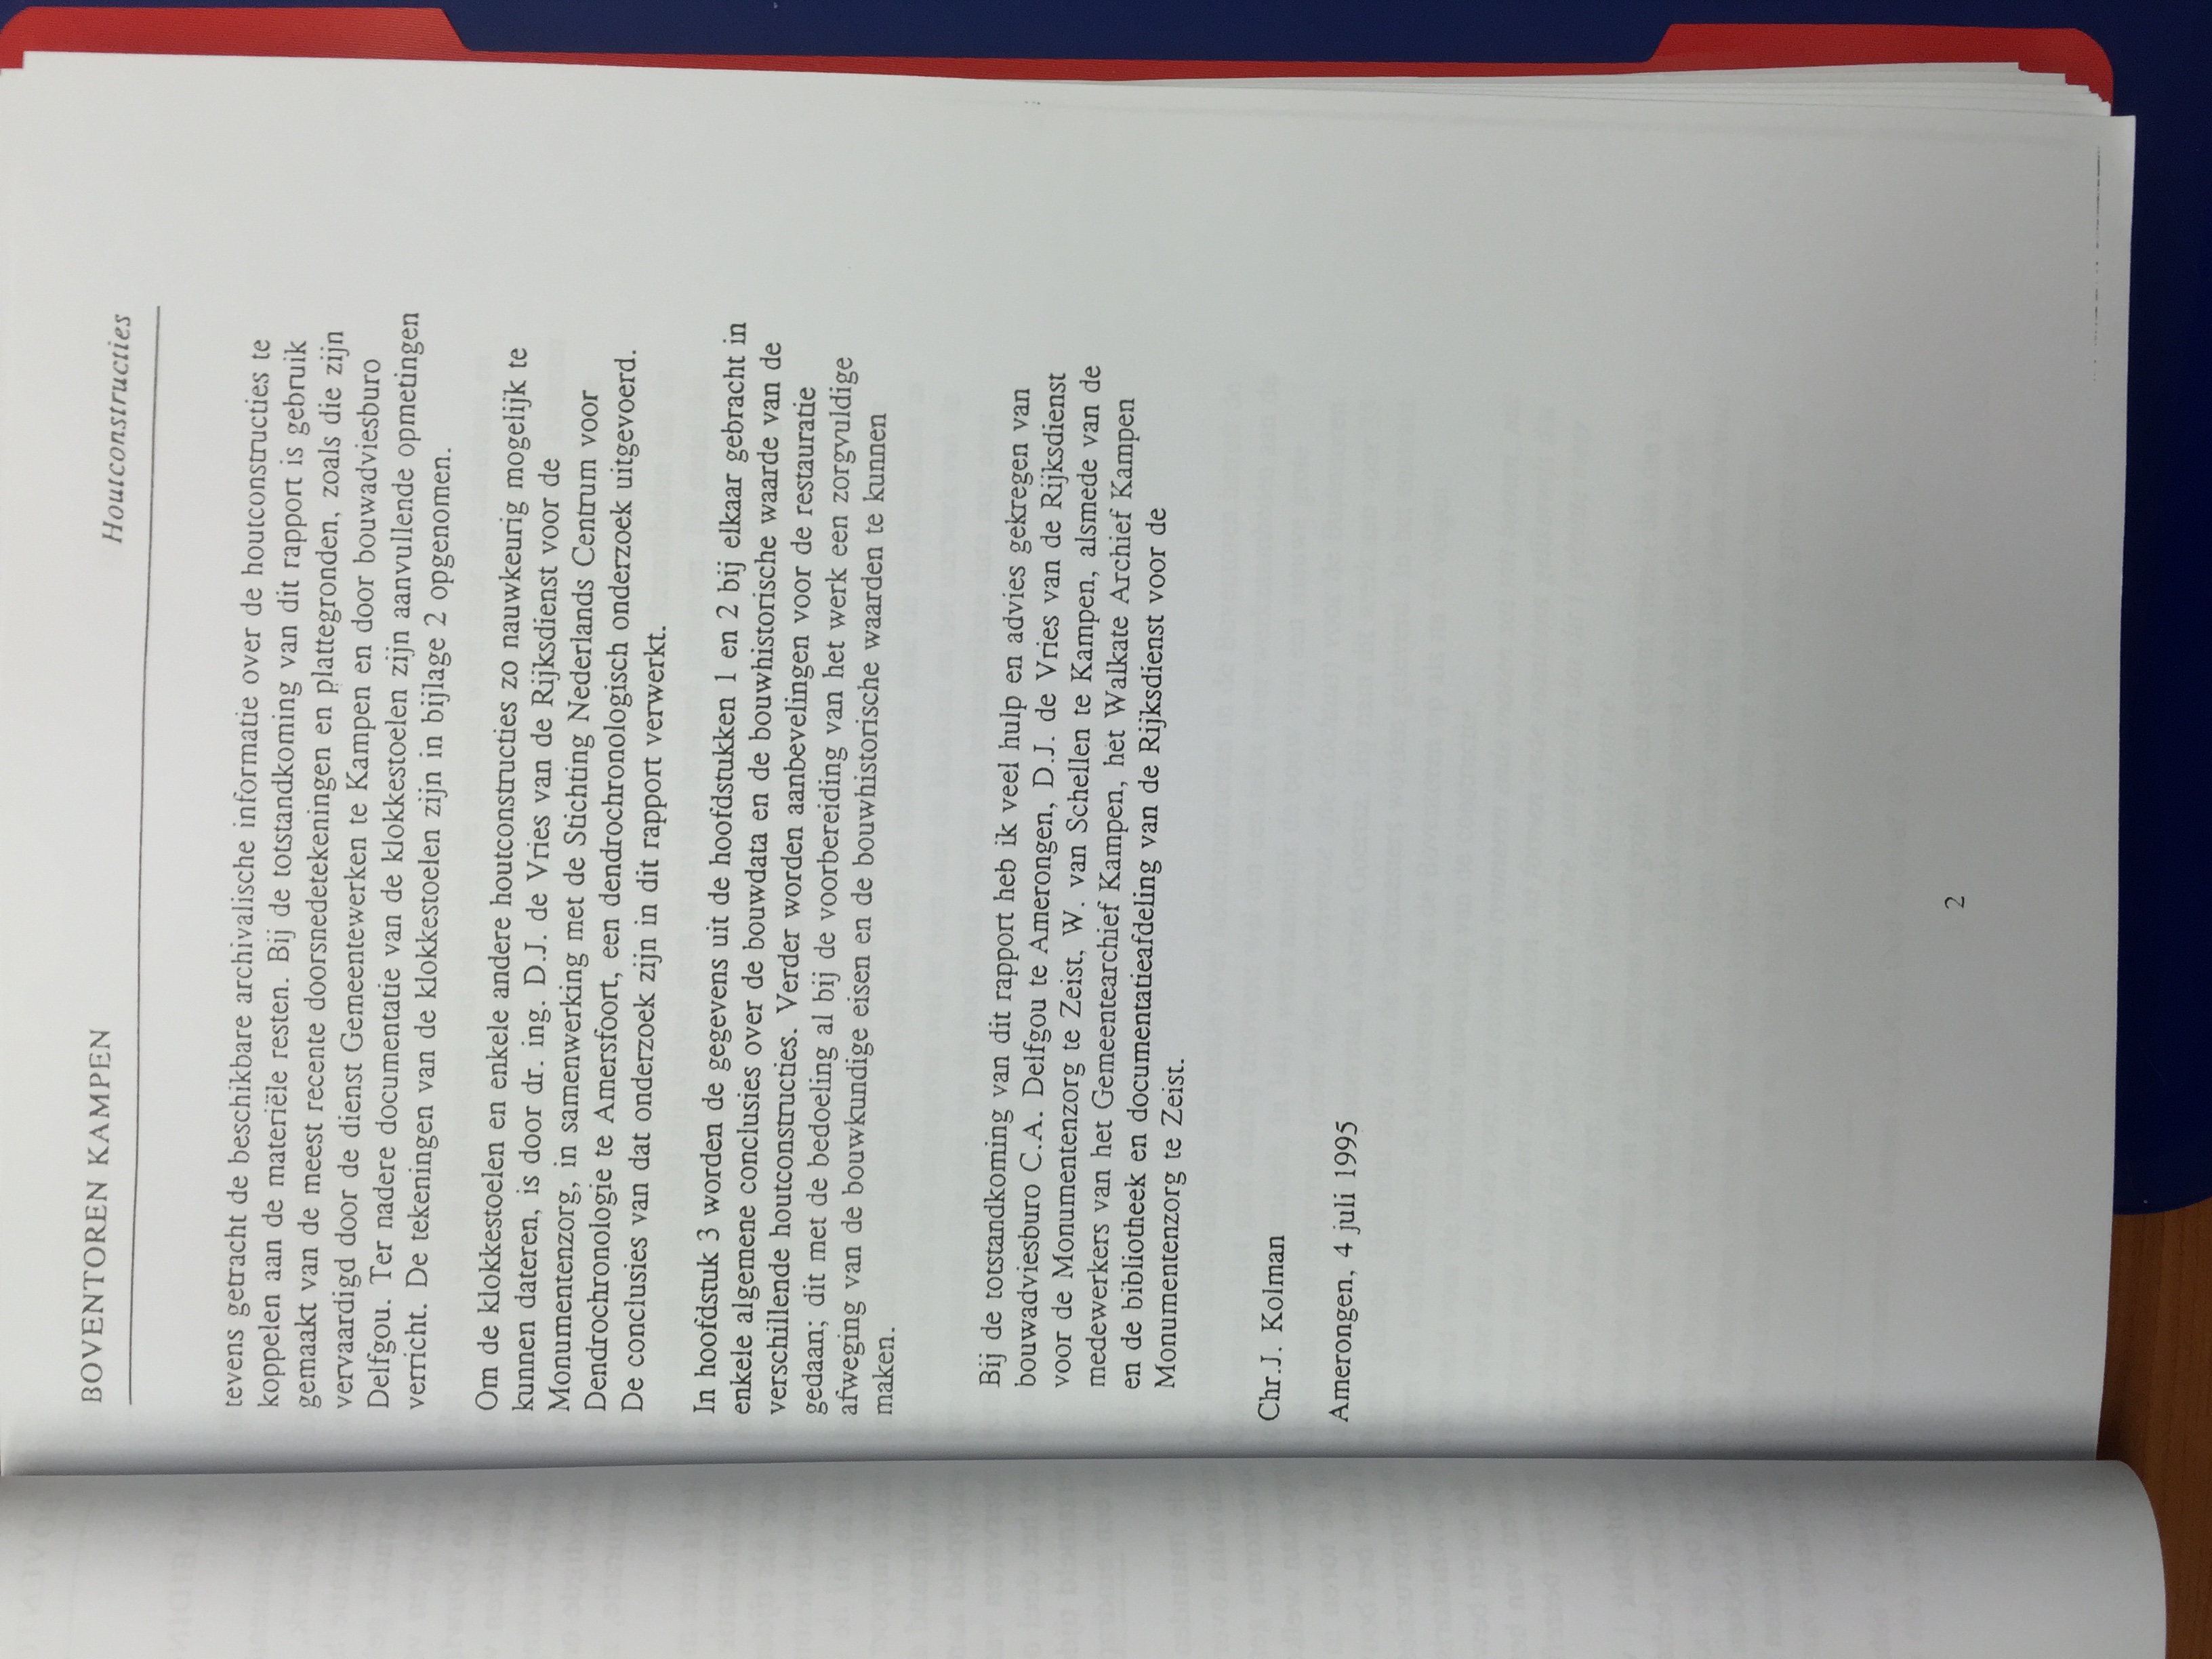 BOVENTOREN KAMPEN Houtconstructies
tevens getracht de beschikbare archivalische informatie over de houtconstructies te
koppelen aan de materiële resten. Bij de totstandkoming van dit rapport is gebruik
gemaakt van de meest recente doorsnedetekeningen en plattegronden, zoals die zijn
vervaardigd door de dienst Gemeentewerken te Kampen en door bouwadviesburo
Delfgou. Ter nadere documentatie van de klokkestoelen zijn aanvullende opmetingen
verricht. De tekeningen van de klokkestoelen zijn in bijlage 2 opgenomen.
Om de klokkestoelen en enkele andere houtconstructies zo nauwkeurig mogelijk te
kunnen dateren, is door dr. ing. D.J. de Vries van de Rijksdienst voor de
Monumentenzorg, in samenwerking met de Stichting Nederlands Centrum voor
Dendrochronologie te Amersfoort, een dendrochronologisch onderzoek uitgevoerd.
De conclusies van dat onderzoek zijn in dit rapport verwerkt.
In hoofdstuk 3 worden de gegevens uit de hoofdstukken 1 en 2 bij elkaar gebracht in
enkele algemene conclusies over de bouwdata en de bouwhistorische waarde van de
verschillende houtconstructies. Verder worden aanbevelingen voor de restauratie
gedaan; dit met de bedoeling al bij de voorbereiding van het werk een zorgvuldige
afweging van de bouwkundige eisen en de bouwhistorische waarden te kunnen
maken.
Bij de totstandkoming van dit rapport heb ik veel hulp en advies gekregen van
bouwadviesburo C.A. Delfgou te Amerongen, D.J. de Vries van de Rijksdienst
voor de Monumentenzorg te Zeist, W. van Schellen te Kampen, alsmede van de
medewerkers van het Gemeentearchief Kampen, het Walkate Archief Kampen
en de bibliotheek en documentatieafdeling van de Rijksdienst voor de
Monumentenzorg te Zeist.
Chr.J. Kolman
Amerongen, 4 juli 1995
2